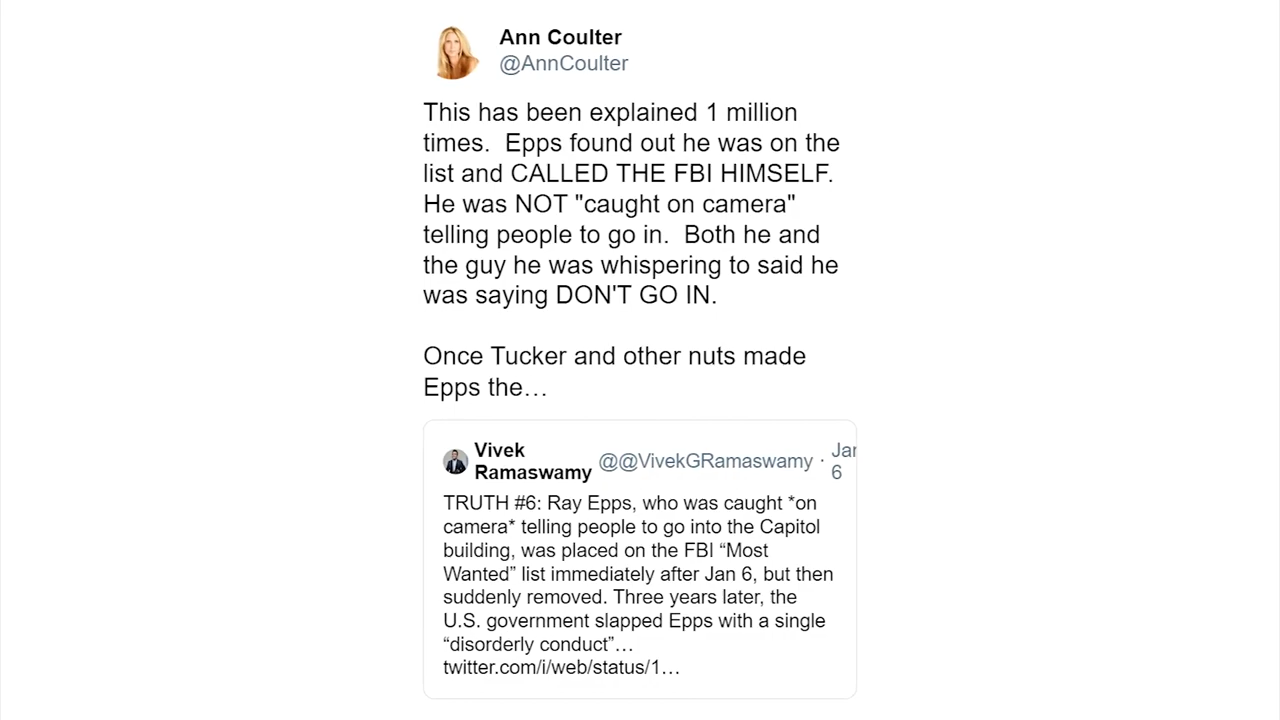 Ann Coulter
@AnnCoulter
This has been explained 1 million
times.  Epps found out he was on the
list and CALLED THE FBI HIMSELF.
He was NOT "caught on camera"
telling people to go in.  Both he and
the guy he was whispering to said he
was saying DON'T GO IN.
Once Tucker and other nuts made
Epps the…
Vivek
Ramaswamy
@@VivekGRamaswamy · Jan
6
TRUTH #6: Ray Epps, who was caught *on
camera* telling people to go into the Capitol
building, was placed on the FBI “Most
Wanted” list immediately after Jan 6, but then
suddenly removed. Three years later, the
U.S. government slapped Epps with a single
“disorderly conduct”…
twitter.com/i/web/status/1…